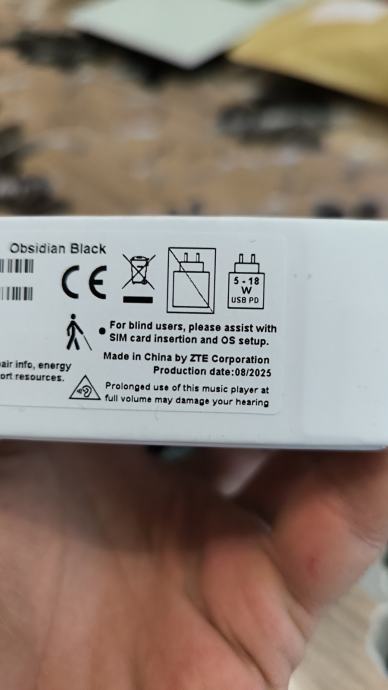 Obsidian Black
CE
5 - 18
W
USB PD
For blind users, please assist with
SIM card insertion and OS setup.
Made in China by ZTE Corporation
Production date:08/2025
air info, energy
ort resources.
Prolonged use of this music player at
full volume may damage your hearing